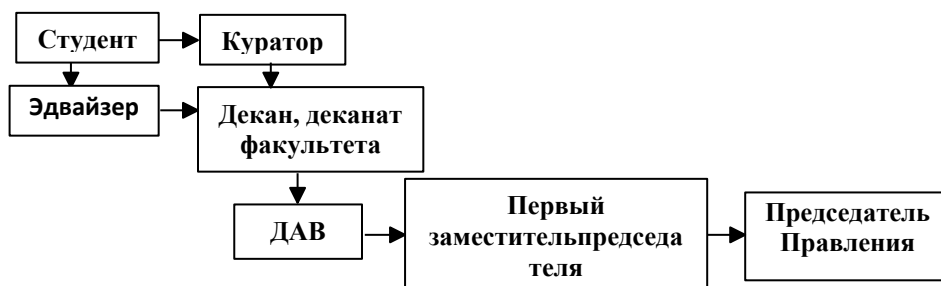 Студент
Куратор
Эдвайзер
Декан, деканат
факультета
ДАВ
Первый
заместительпредседа
теля
Председатель
Правления